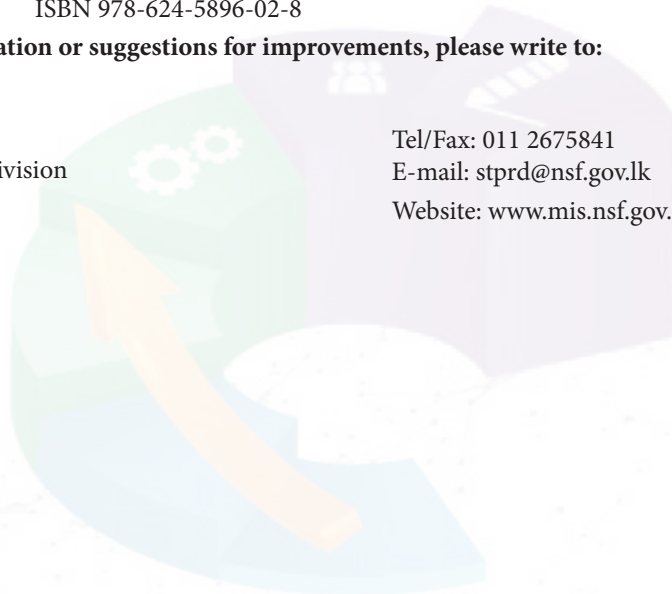 ISBN 978-624-5896-02-8
ation or suggestions for improvements, please write to:
Tel/Fax: 011 2675841
ivision
E-mail: stprd@nsf.gov.lk
Website: www.mis.nsf.gov.